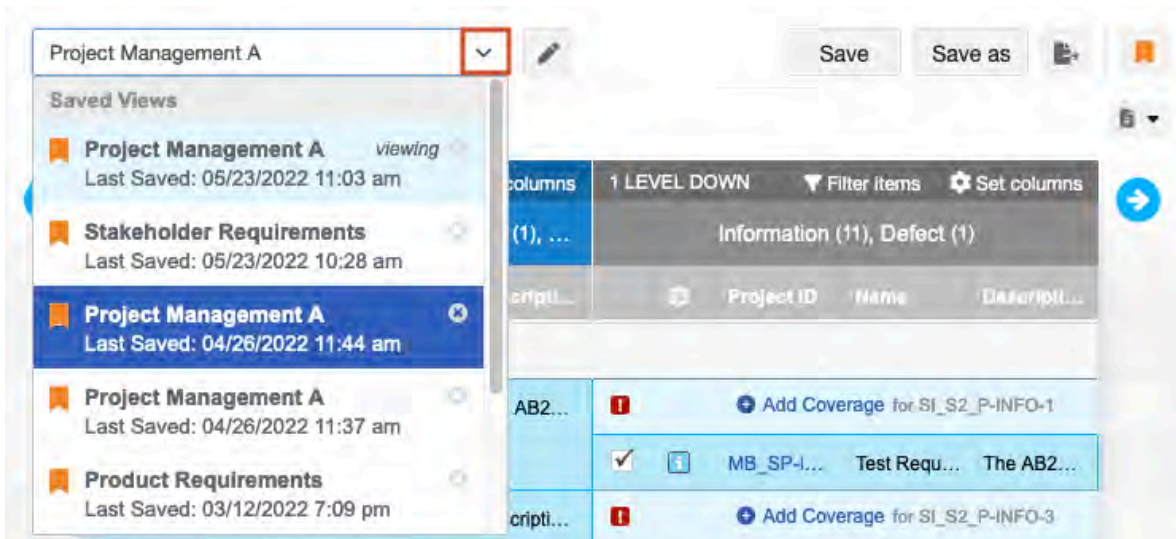 Project Management A
Save
Save as
Saved Views
Project Management A viewing
Last Saved: 05/23/2022 11:03 am
Stakeholder Requirements
Last Saved: 05/23/2022 10:28 am
Project Management A
Last Saved: 04/26/2022 11:44 am
Project Management A
Last Saved: 04/26/2022 11:37 am
Product Requirements
Last Saved: 03/12/2022 7:09 pm
columns
(1), ...
cripti...
AB2...
cripti...
1 LEVEL DOWN Filter items Set columns
Information (11), Defect (1)
Project ID Name Descripti...
Add Coverage for SI_S2_P-INFO-1
MB_SP-I... Test Requ... The AB2...
Add Coverage for SI_S2_P-INFO-3